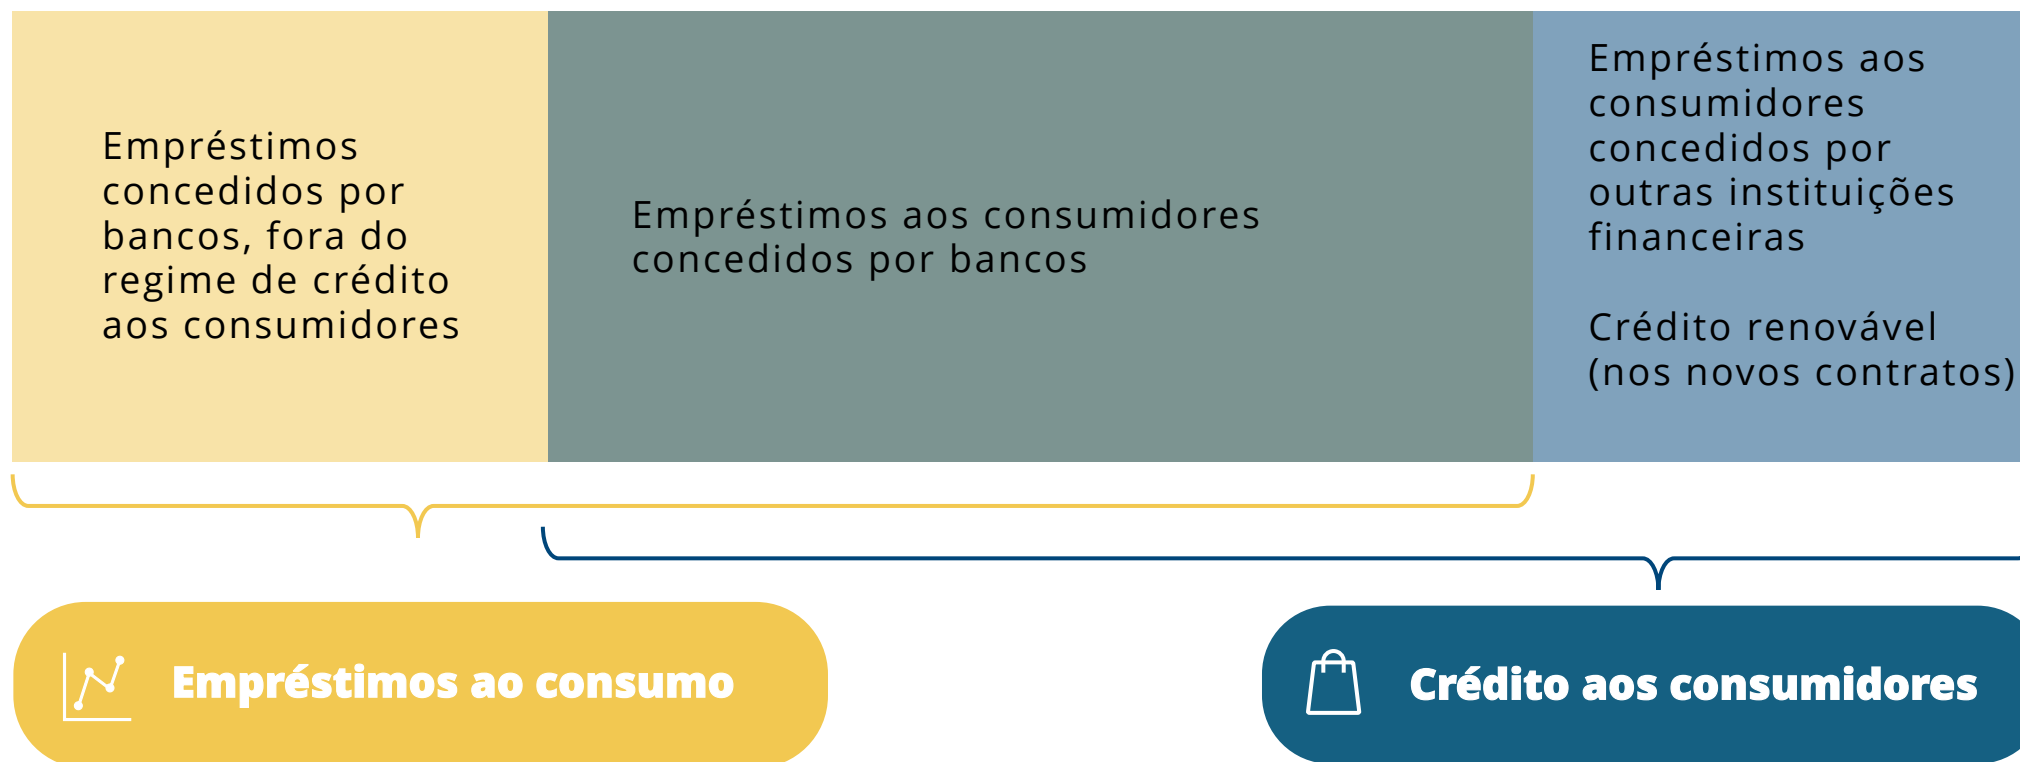 Empréstimos
concedidos por
bancos, fora do
regime de crédito
aos consumidores
Empréstimos aos consumidores
concedidos por bancos
Empréstimos aos
consumidores
concedidos por
outras instituições
financeiras
Crédito renovável
(nos novos contratos)
Empréstimos ao consumo
Crédito aos consumidores